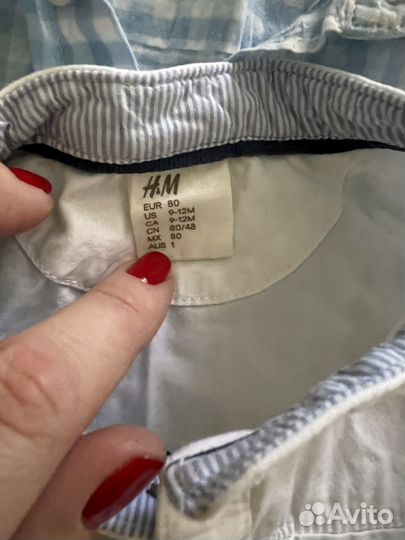 H&M
EUR 80
US 9-12M
CA 9-12M
CN 80/48
MX 80
AUS 1
Avito